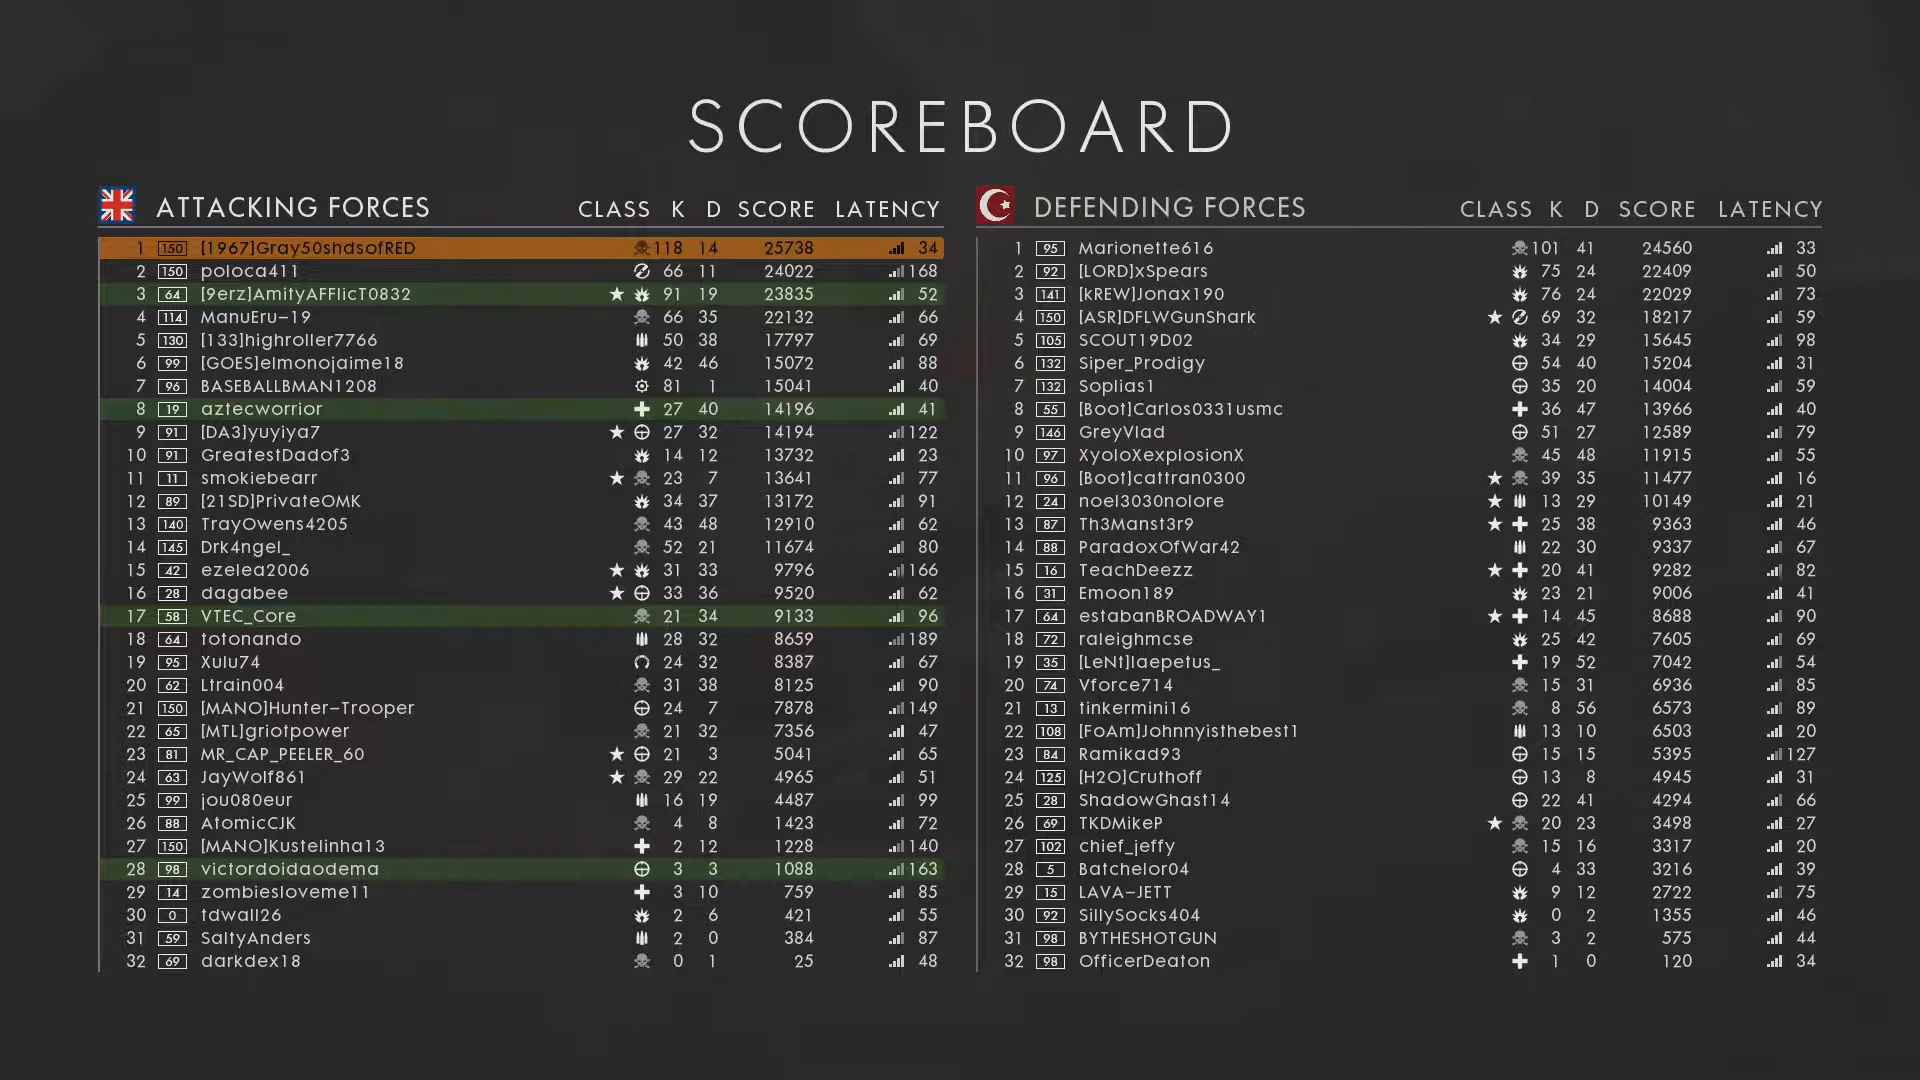 SCOREBOARD
ATTACKING FORCES CLASS K D SCORE LATENCY
1 150 [1967]Gray50shdsofRED 118 14 25738 34
2 150 poloca411 66 11 24022 168
3 64 [9erz]AmityAFFlicT0832 91 19 23835 52
4 114 ManuEru-19 66 35 22132 66
5 130 [133]highroller7766 50 38 17797 69
6 99 [GOES]elmonojaime18 42 46 15072 88
7 96 BASEBALLBMAN1208 81 1 15041 40
8 19 aztecworrior 27 40 14196 41
9 91 [DA3]yuyiya7 27 32 14194 122
10 91 GreatestDadof3 14 12 13732 23
11 11 smokiebearr 23 7 13641 77
12 89 [21SD]PrivateOMK 34 37 13172 91
13 140 TrayOwens4205 43 48 12910 62
14 145 Drk4ngel_ 52 21 11674 80
15 42 ezelea2006 31 33 9796 166
16 28 dagabee 33 36 9520 62
17 58 VTEC_Core 21 34 9133 96
18 64 totonando 28 32 8659 189
19 95 Xulu74 24 32 8387 67
20 62 Ltrain004 31 38 8125 90
21 150 [MANO]Hunter-Trooper 24 7 7878 149
22 65 [MTL]griotpower 21 32 7356 47
23 81 MR_CAP_PEELER_60 21 3 5041 65
24 63 JayWolf861 29 22 4965 51
25 99 jou080eur 16 19 4487 99
26 88 AtomicCJK 4 8 1423 72
27 150 [MANO]Kustelinha13 2 12 1228 140
28 98 victordoidaodema 3 3 1088 163
29 14 zombiesloveme11 3 10 759 85
30 0 tdwall26 2 6 421 55
31 59 SaltyAnders 2 0 384 87
32 69 darkdex18 0 1 25 48
DEFENDING FORCES CLASS K D SCORE LATENCY
1 95 Marionette616 101 41 24560 33
2 92 [LORD]xSpears 75 24 22409 50
3 141 [kREW]Jonax190 76 24 22029 73
4 150 [ASR]DFLWGunShark 69 32 18217 59
5 105 SCOUT19D02 34 29 15645 98
6 132 Siper_Prodigy 54 40 15204 31
7 132 Soplias1 35 20 14004 59
8 55 [Boot]Carlos0331usmc 36 47 13966 40
9 146 GreyVlad 51 27 12589 79
10 97 XyoloXexplosionX 45 48 11915 55
11 96 [Boot]cattran0300 39 35 11477 16
12 24 noel3030nolore 13 29 10149 21
13 87 Th3Manst3r9 25 38 9363 46
14 88 ParadoxOfWar42 22 30 9337 67
15 16 TeachDeezz 20 41 9282 82
16 31 Emoon189 23 21 9006 41
17 64 estabanBROADWAY1 14 45 8688 90
18 72 raleighmcse 25 42 7605 69
19 35 [LeNt]Iaepetus_ 19 52 7042 54
20 74 Vforce714 15 31 6936 85
21 13 tinkermini16 8 56 6573 89
22 108 [FoAm]Johnnyisthebest1 13 10 6503 20
23 84 Ramikad93 15 15 5395 127
24 125 [H2O]Cruthoff 13 8 4945 31
25 28 ShadowGhast14 22 41 4294 66
26 69 TKDMikeP 20 23 3498 27
27 102 chief_jeffy 15 16 3317 20
28 5 Batchelor04 4 33 3216 39
29 15 LAVA-JETT 9 12 2722 75
30 92 SillySocks404 0 2 1355 46
31 98 BYTHESHOTGUN 3 2 575 44
32 98 OfficerDeaton 1 0 120 34